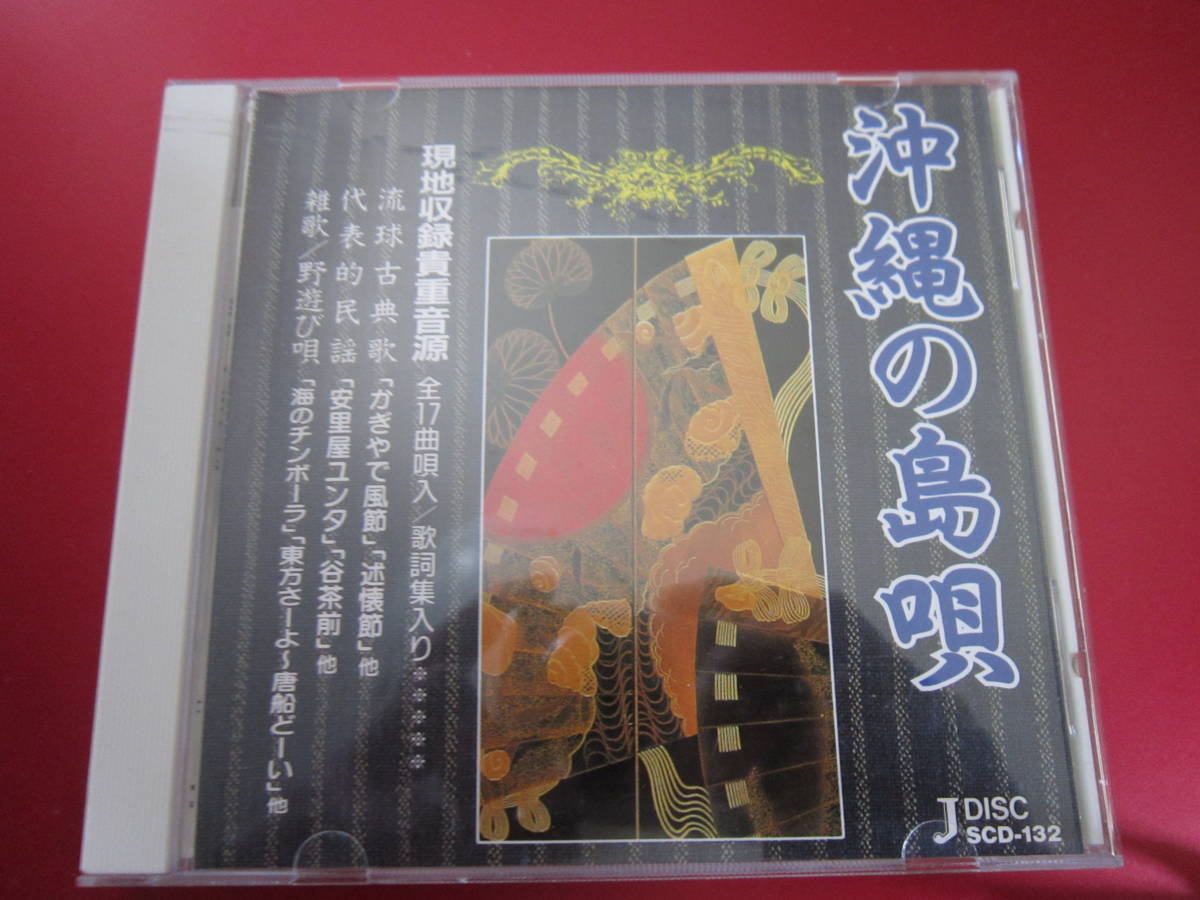 沖縄の島唄
現地収録貴重音源 全17曲唄入／歌詞集入り＊＊＊＊＊＊
流球古典歌「かぎやで風節」「述懐節」他
代表的民謡「安里屋ユンタ」「谷茶前」他
雑歌／野遊び唄「海のチンボーラ」「東方さーよ〜唐船どーい」他
J DISC
SCD-132